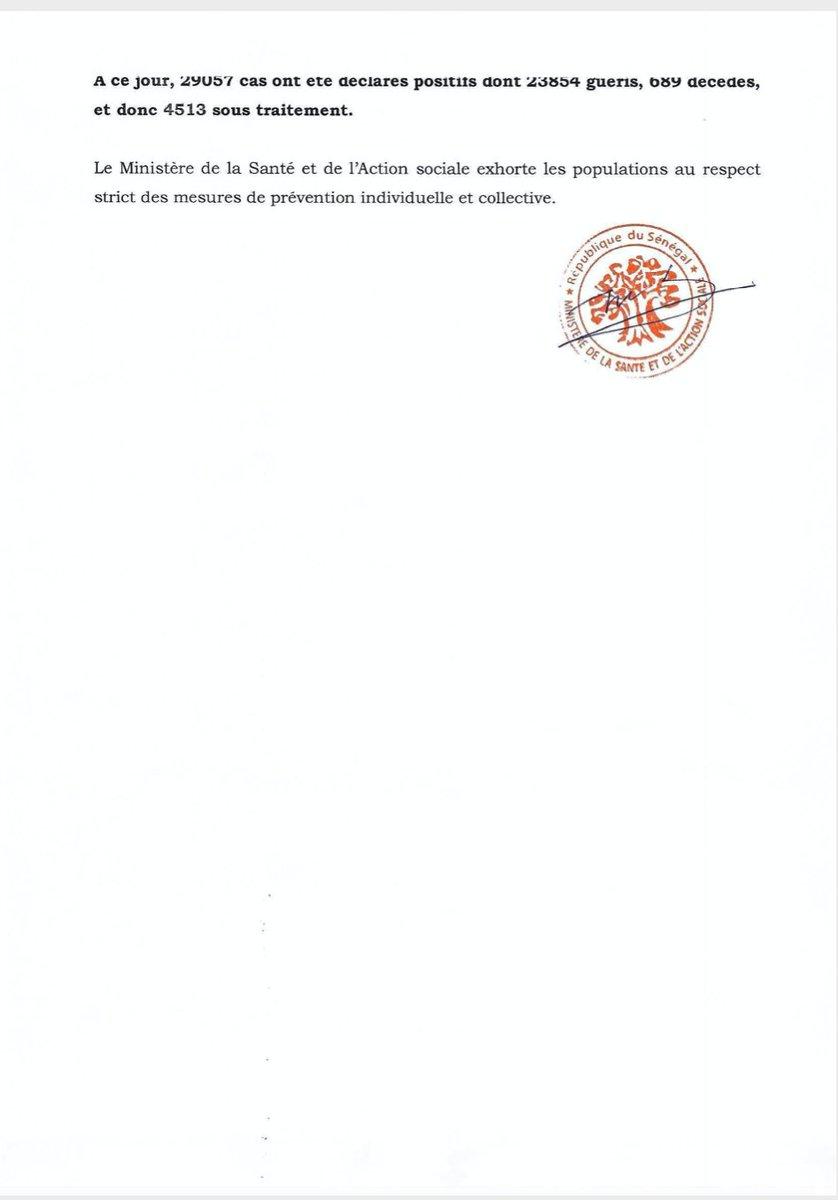 A ce jour, 29057 cas ont été déclarés positifs dont 23854 guéris, 689 décédés,
et donc 4513 sous traitement.
Le Ministère de la Santé et de l’Action sociale exhorte les populations au respect
strict des mesures de prévention individuelle et collective.
★ République du Sénégal ★
MINISTERE DE LA SANTE ET DE L'ACTION SOCIALE